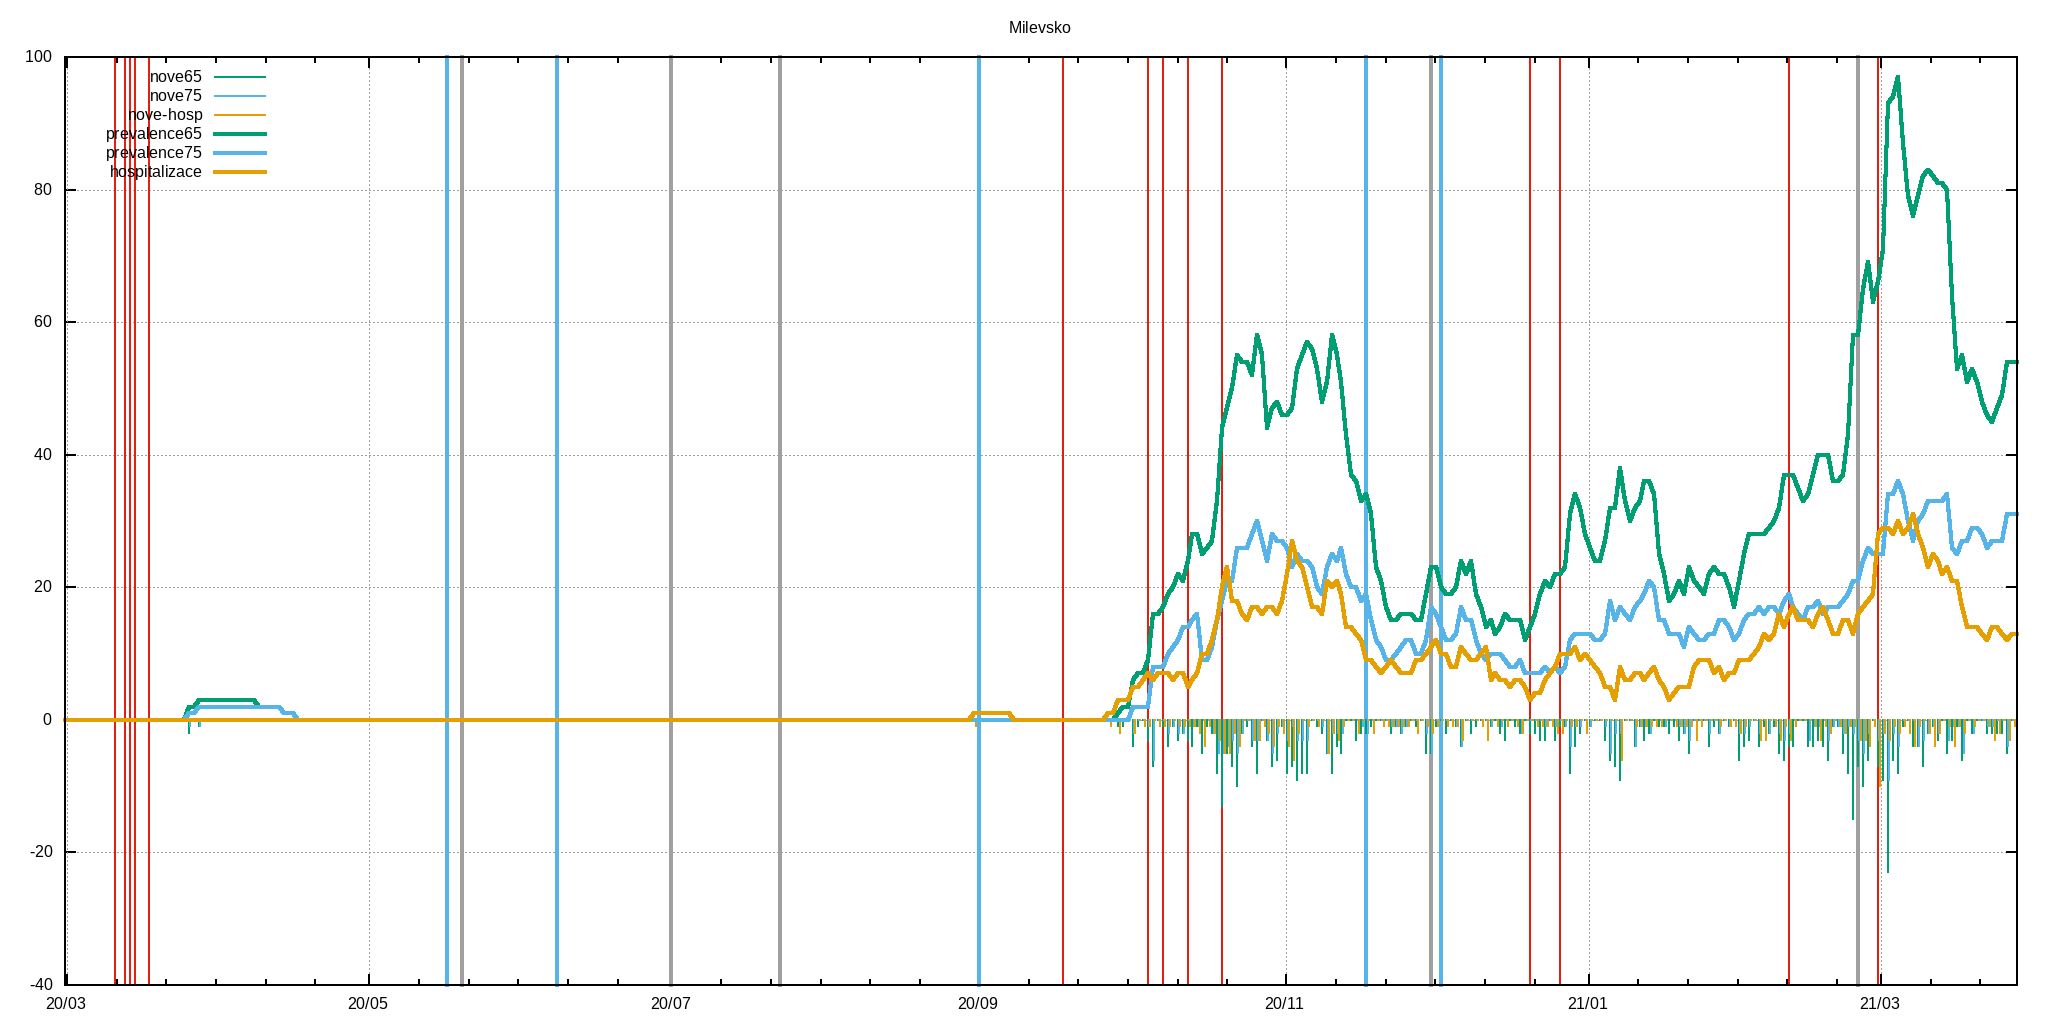 Milevsko
100
80
60
40
20
0
-20
-40
nove65
nove75
nove-hosp
prevalence65
prevalence75
hospitalizace
20/03 20/05 20/07 20/09 20/11 21/01 21/03